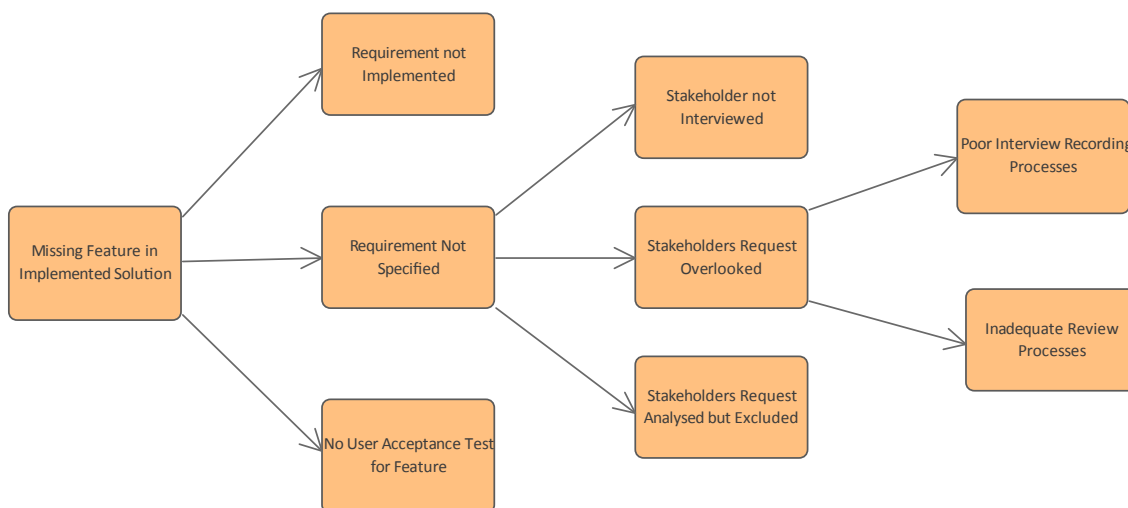 Requirement not
Implemented
Stakeholder not
Interviewed
Poor Interview Recording
Processes
Missing Feature in
Implemented Solution
Requirement Not
Specified
Stakeholders Request
Overlooked
Inadequate Review
Processes
Stakeholders Request
Analysed but Excluded
No User Acceptance Test
for Feature